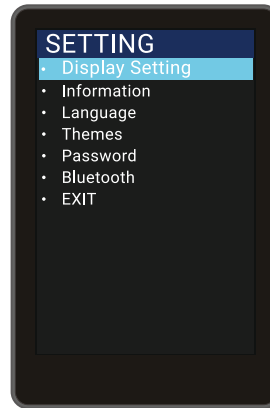 SETTING
• Display Setting
• Information
• Language
• Themes
• Password
• Bluetooth
• EXIT